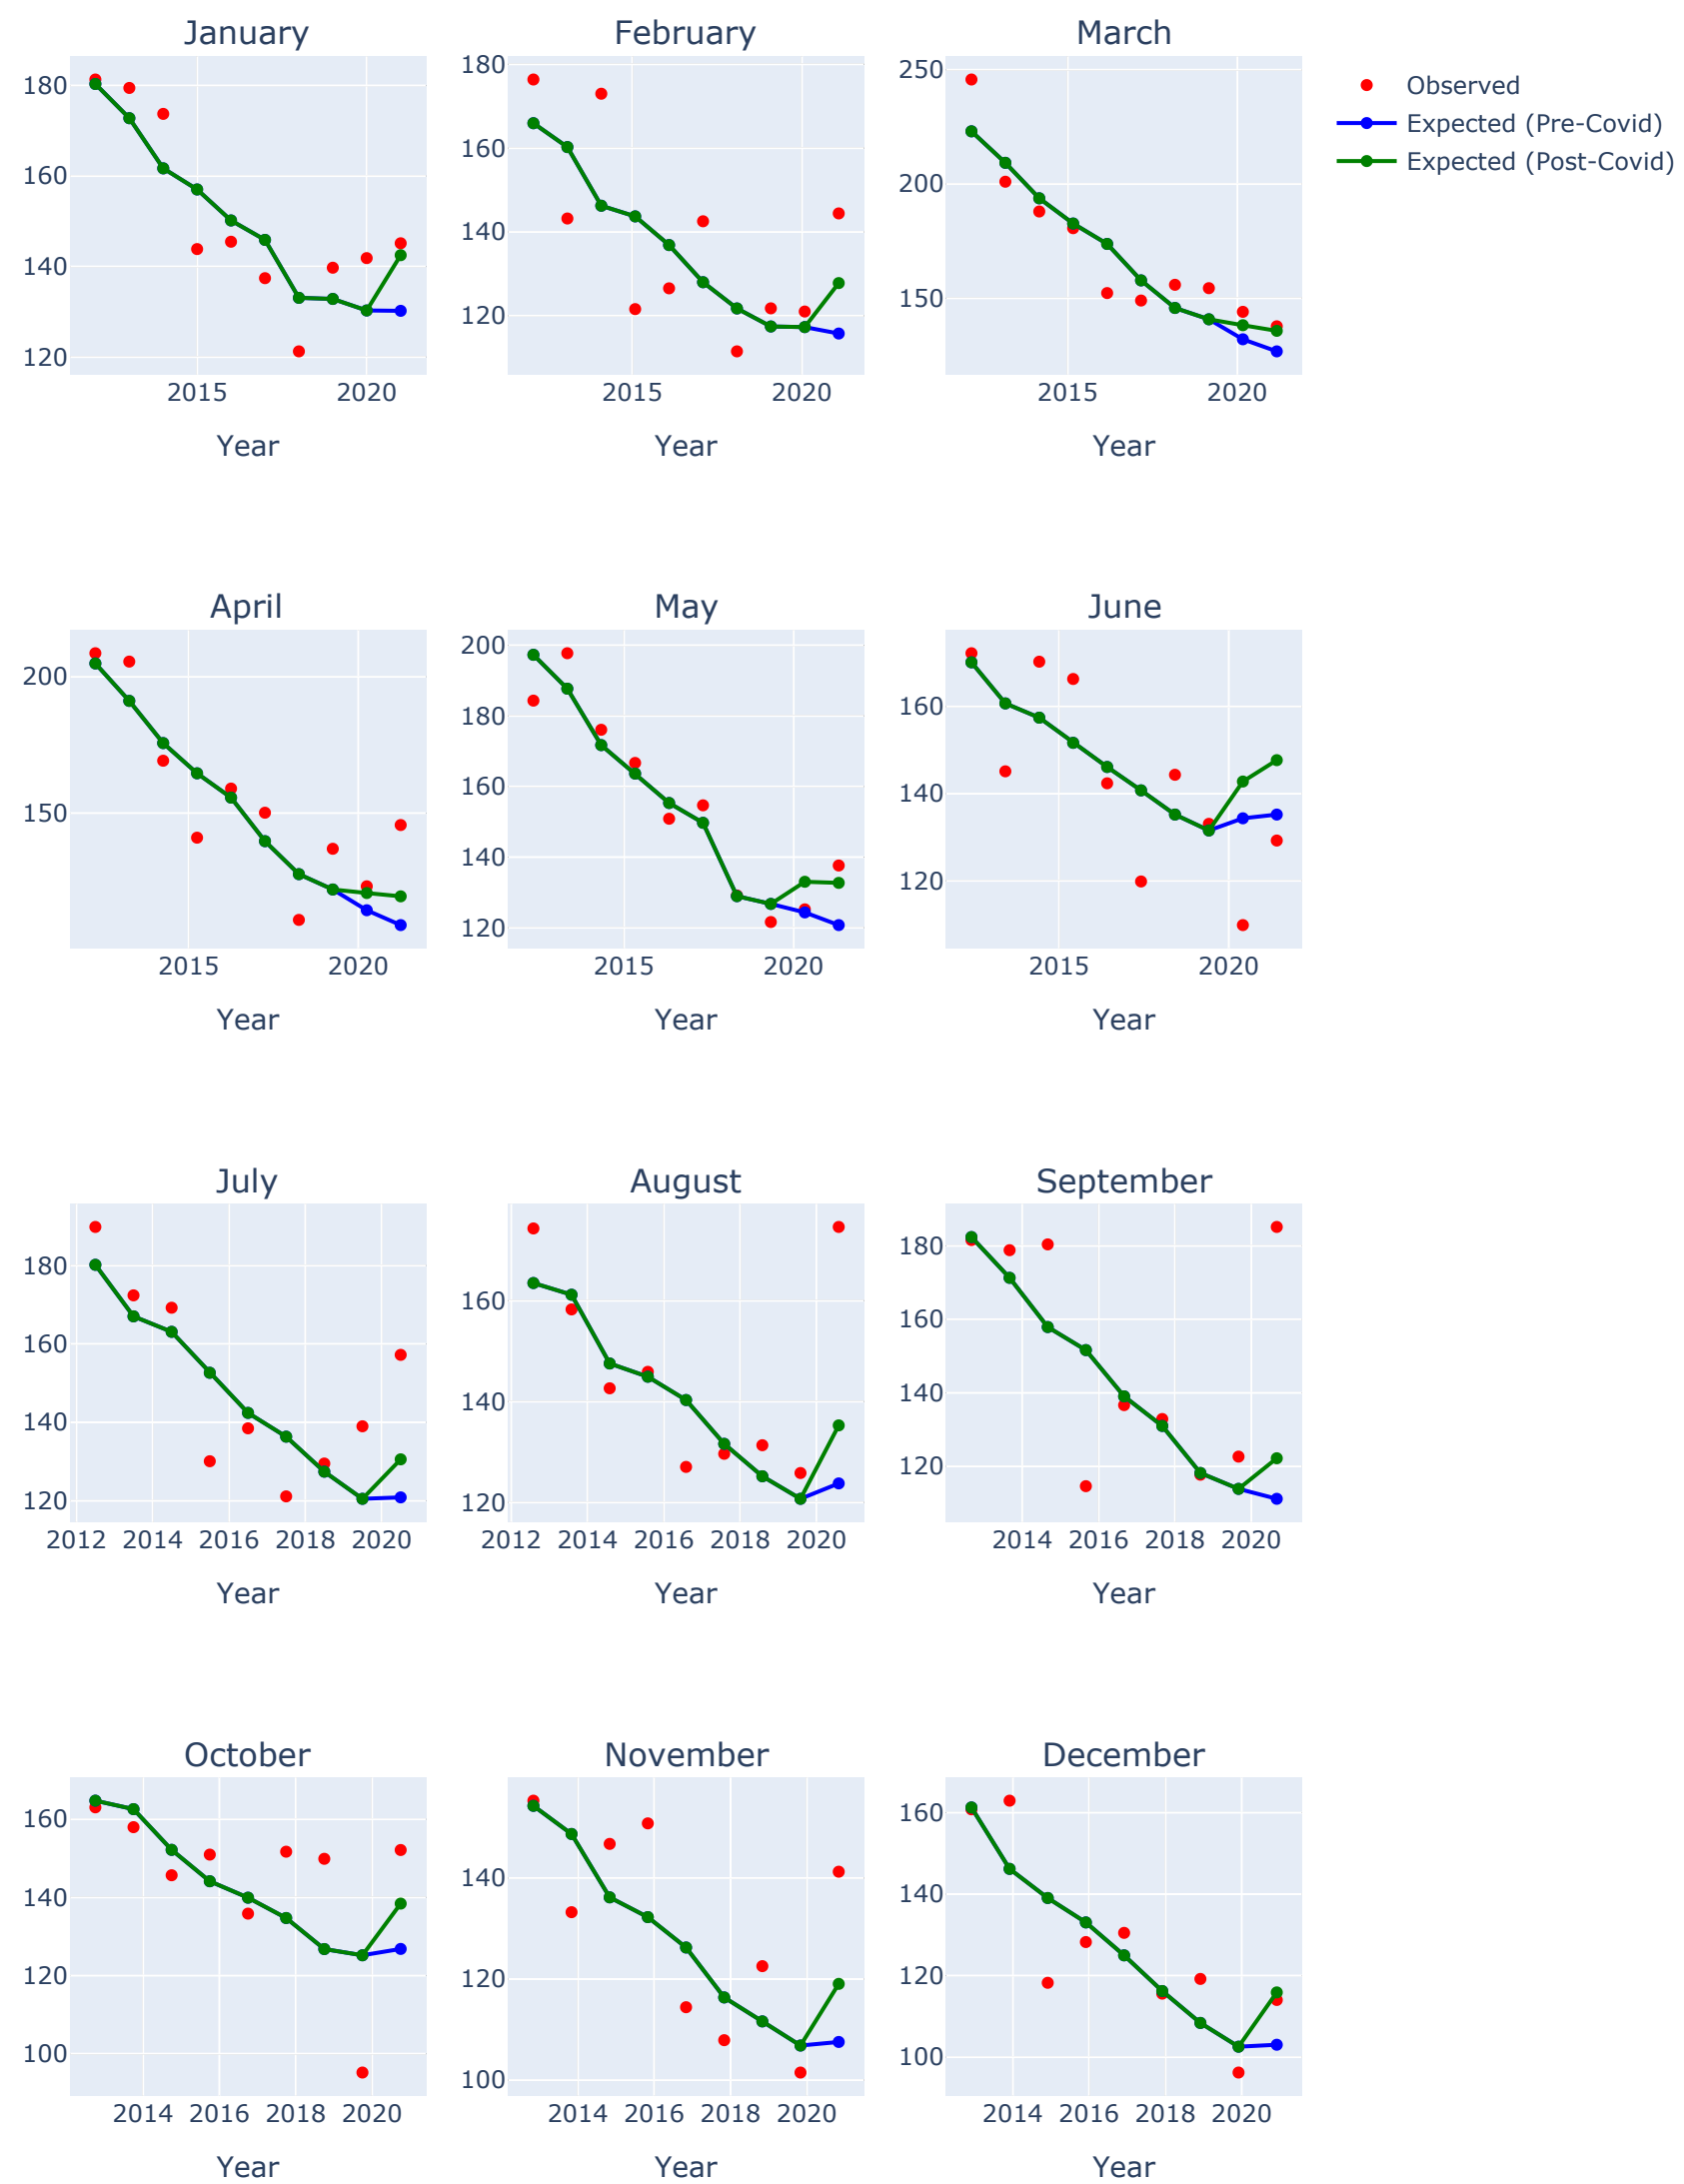 January February March
180
160
140
120
2015 2020
Year
180
160
140
120
2015 2020
Year
250
200
150
2015 2020
Year
Observed
Expected (Pre-Covid)
Expected (Post-Covid)
April May June
200
150
2015 2020
Year
200
180
160
140
120
2015 2020
Year
160
140
120
2015 2020
Year
July August September
180
160
140
120
2012 2014 2016 2018 2020
Year
160
140
120
2012 2014 2016 2018 2020
Year
180
160
140
120
2014 2016 2018 2020
Year
October November December
160
140
120
100
2014 2016 2018 2020
Year
140
120
100
2014 2016 2018 2020
Year
160
140
120
100
2014 2016 2018 2020
Year